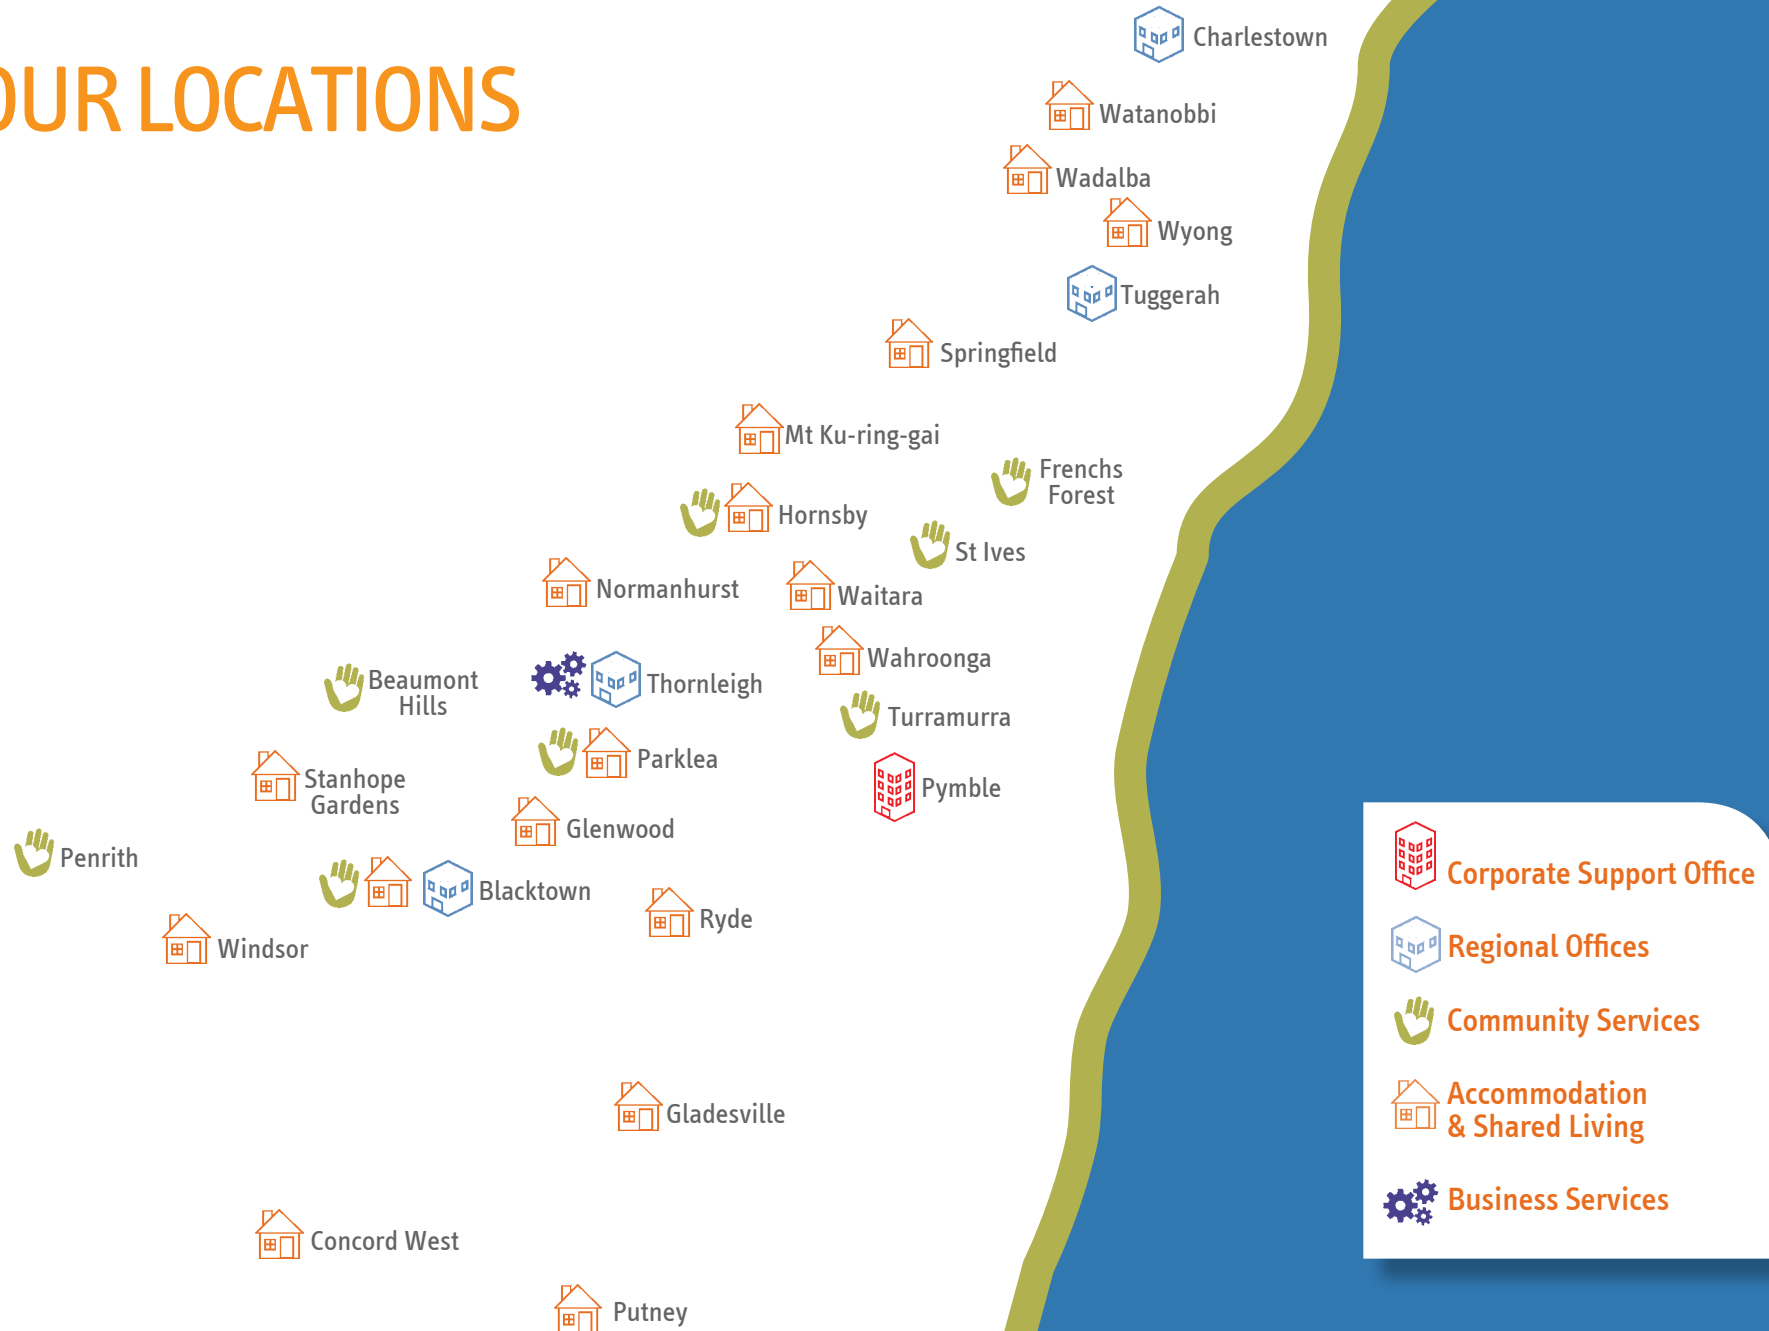 OUR LOCATIONS
Charlestown
Watanobbi
Wadalba
Wyong
Tuggerah
Springfield
Mt Ku-ring-gai
Frenchs
Forest
Hornsby
St Ives
Normanhurst
Waitara
Wahroonga
Beaumont
Hills
Thornleigh
Turramurra
Parklea
Stanhope
Gardens
Pymble
Glenwood
Penrith
Blacktown
Ryde
Windsor
Gladesville
Concord West
Putney
Corporate Support Office
Regional Offices
Community Services
Accommodation
& Shared Living
Business Services